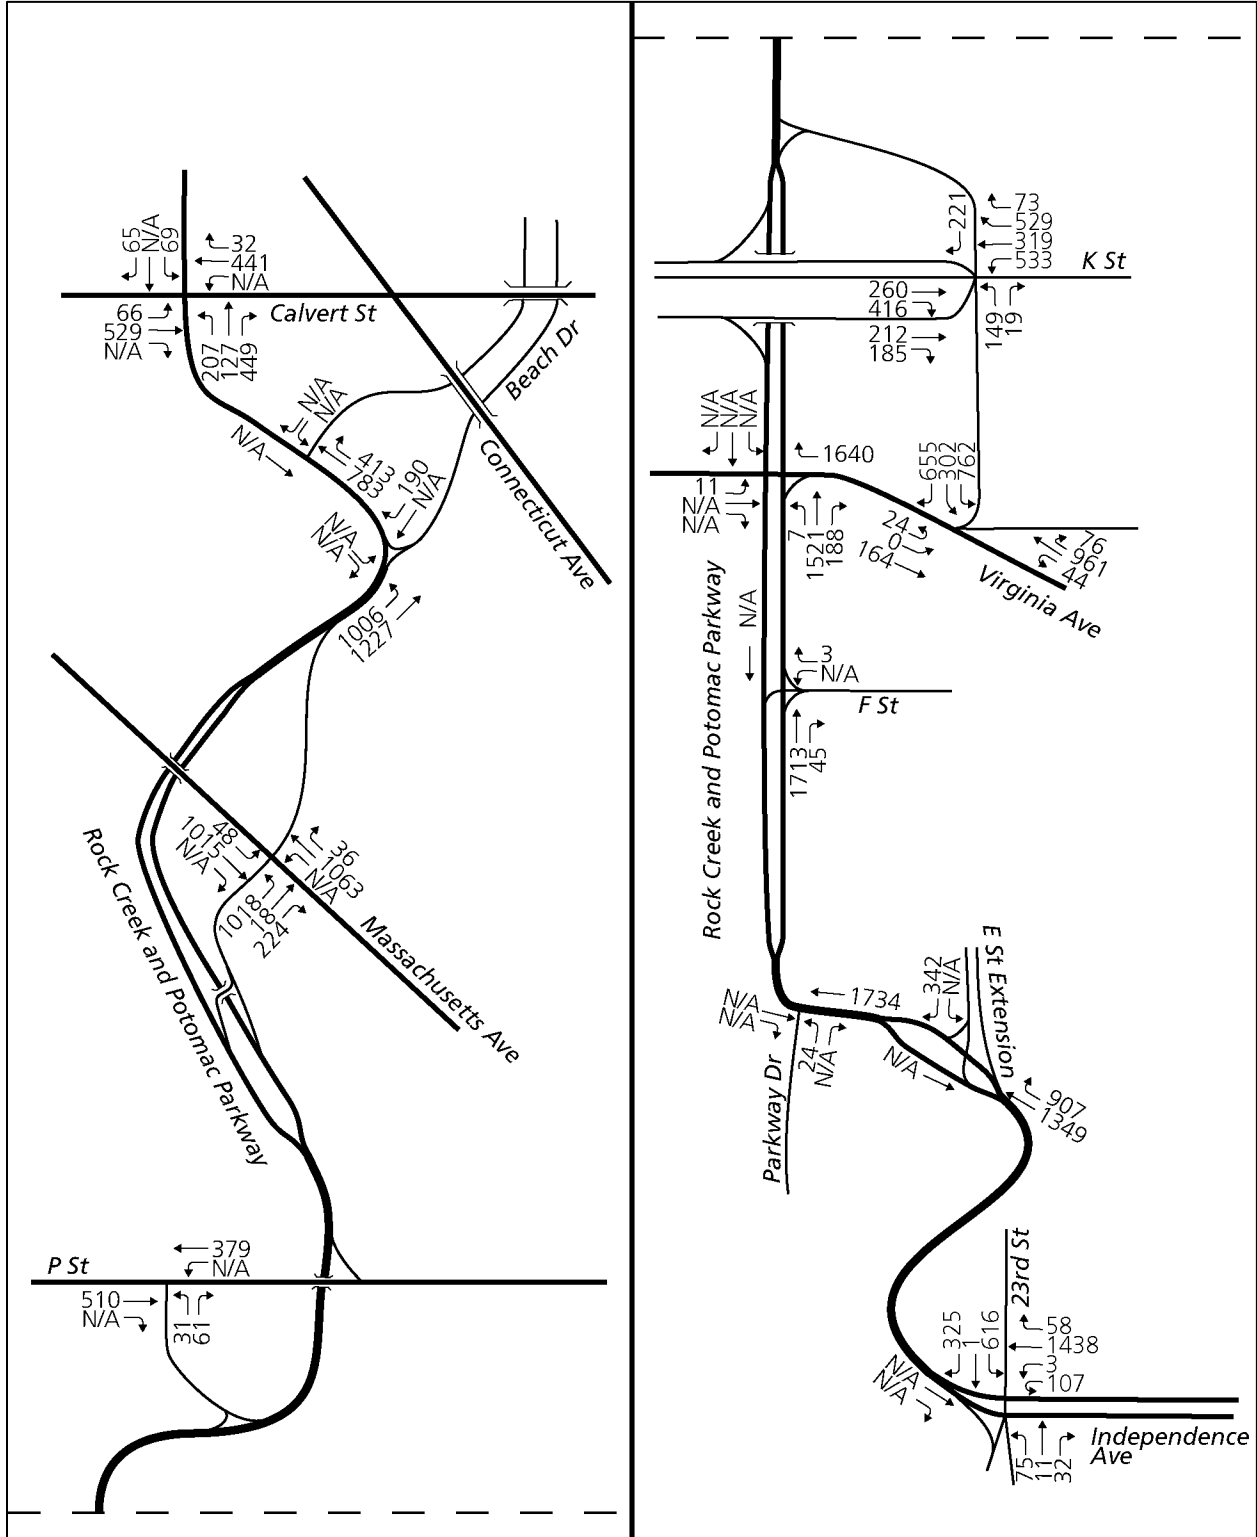 65
N/A
69
32
441
N/A
Calvert St
66
529
N/A
207
127
449
Beach Dr
N/A
N/A
N/A
413
783
190
N/A
Connecticut Ave
N/A
N/A
1006
1227
48
1015
N/A
36
1063
N/A
1018
18
224
Massachusetts Ave
Rock Creek and Potomac Parkway
P St
379
N/A
510
N/A
31
61
221
73
529
319
533
K St
260
416
212
185
149
19
N/A
N/A
N/A
1640
11
N/A
N/A
7
1521
188
655
302
762
24
0
164
76
961
44
Virginia Ave
Rock Creek and Potomac Parkway
N/A
3
N/A
F St
1713
45
N/A
N/A
1734
342
N/A
E St Extension
24
N/A
Parkway Dr
N/A
907
1349
23rd St
325
1
616
58
1438
3
107
N/A
N/A
75
11
32
Independence
Ave